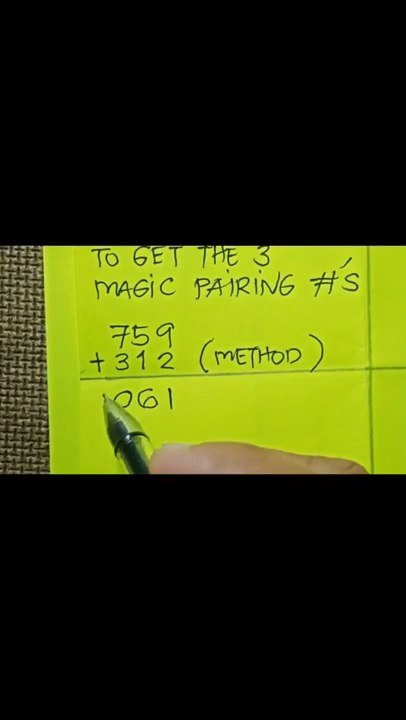 TO GET THE 3
MAGIC PAIRING #'S
759
+ 312 (METHOD)
061